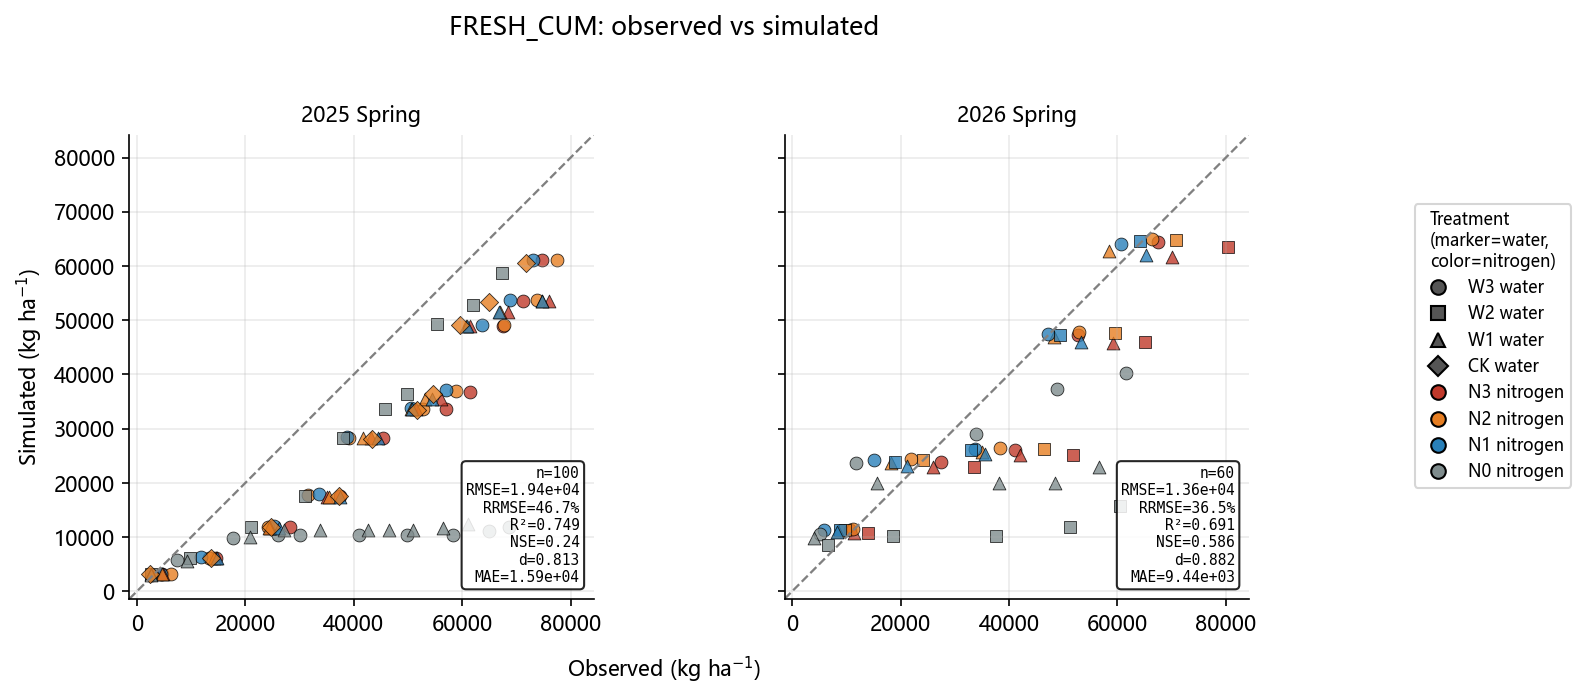 FRESH_CUM: observed vs simulated
2025 Spring
2026 Spring
Simulated (kg ha⁻¹)
80000
70000
60000
50000
40000
30000
20000
10000
0
0 20000 40000 60000 80000
n=100
RMSE=1.94e+04
RRMSE=46.7%
R²=0.749
NSE=0.24
d=0.813
MAE=1.59e+04
0 20000 40000 60000 80000
n=60
RMSE=1.36e+04
RRMSE=36.5%
R²=0.691
NSE=0.586
d=0.882
MAE=9.44e+03
Observed (kg ha⁻¹)
Treatment
(marker=water,
color=nitrogen)
W3 water
W2 water
W1 water
CK water
N3 nitrogen
N2 nitrogen
N1 nitrogen
N0 nitrogen